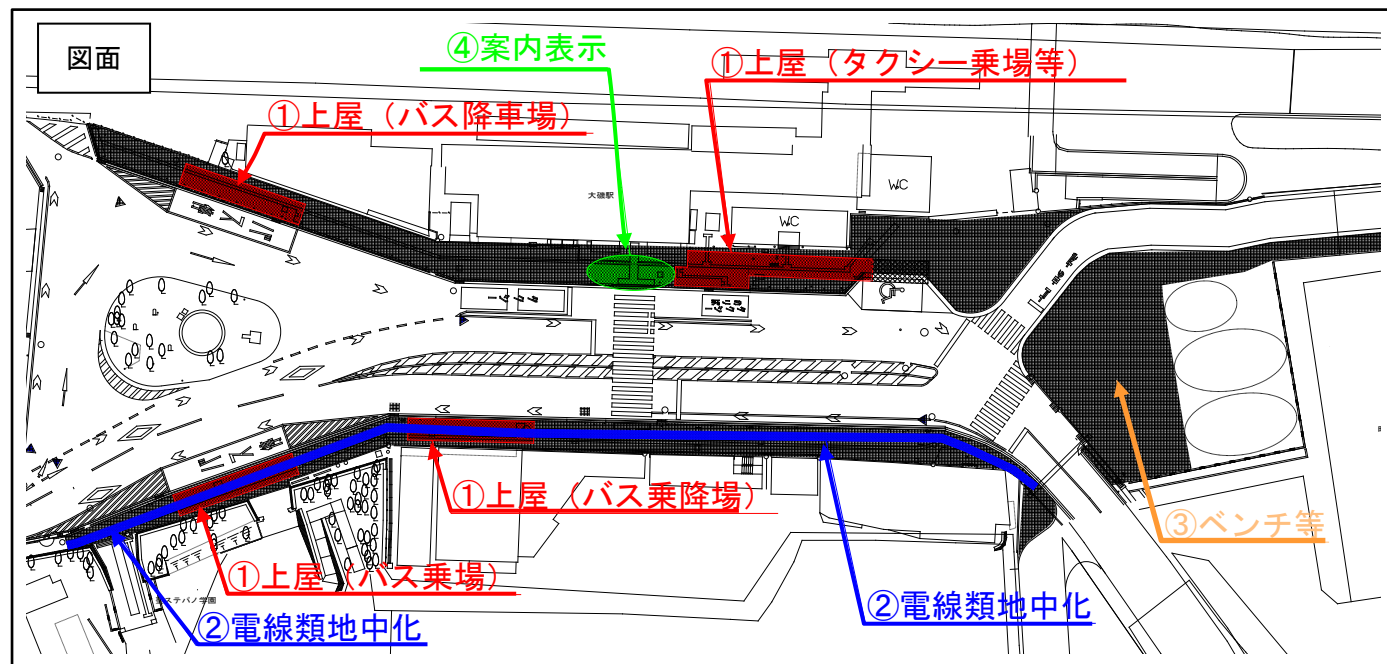 図面
④案内表示
①上屋(タクシー乗場等)
①上屋(バス降車場)
大磯駅
WC
WC
①上屋(バス乗降場)
③ベンチ等
①上屋(バス乗場)
②電線類地中化
②電線類地中化